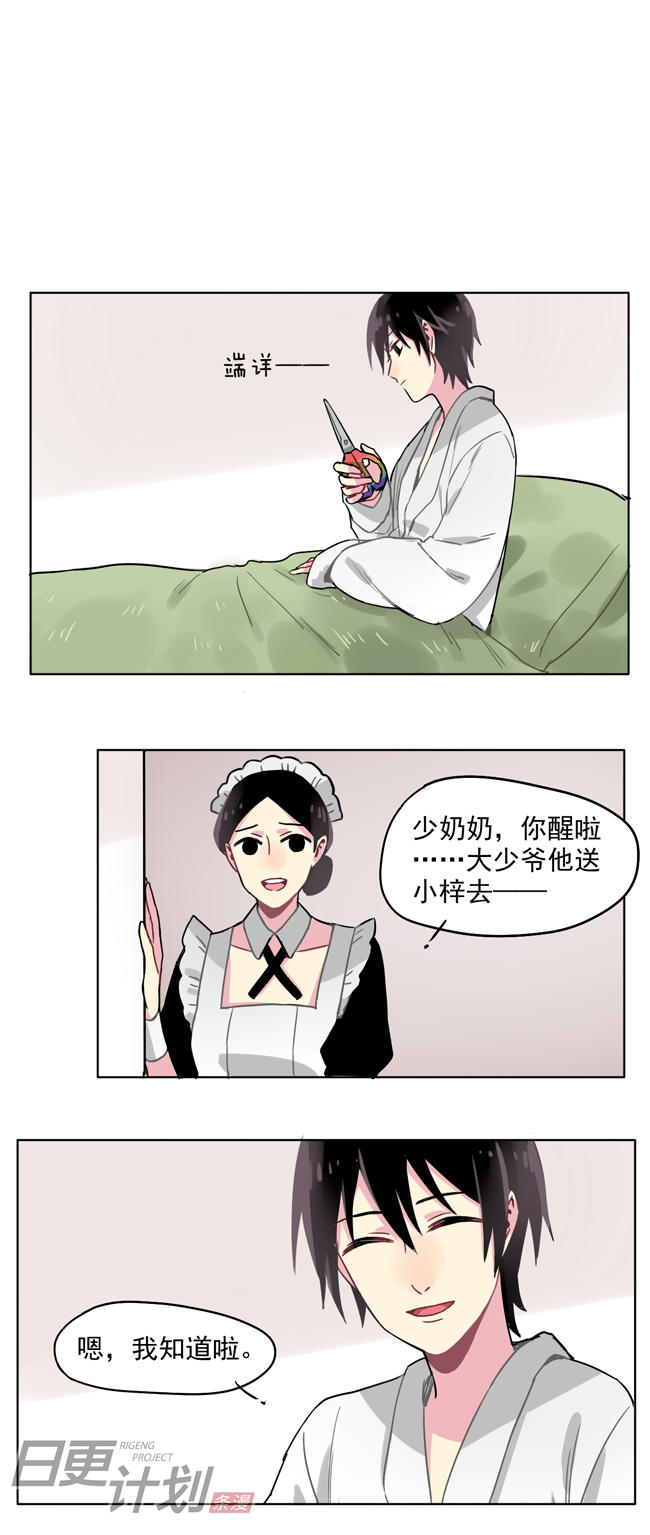 端详——
少奶奶，你醒啦
……大少爷他送
小梓去——
嗯，我知道啦。
日更计划
RIGENG
PROJECT
条漫